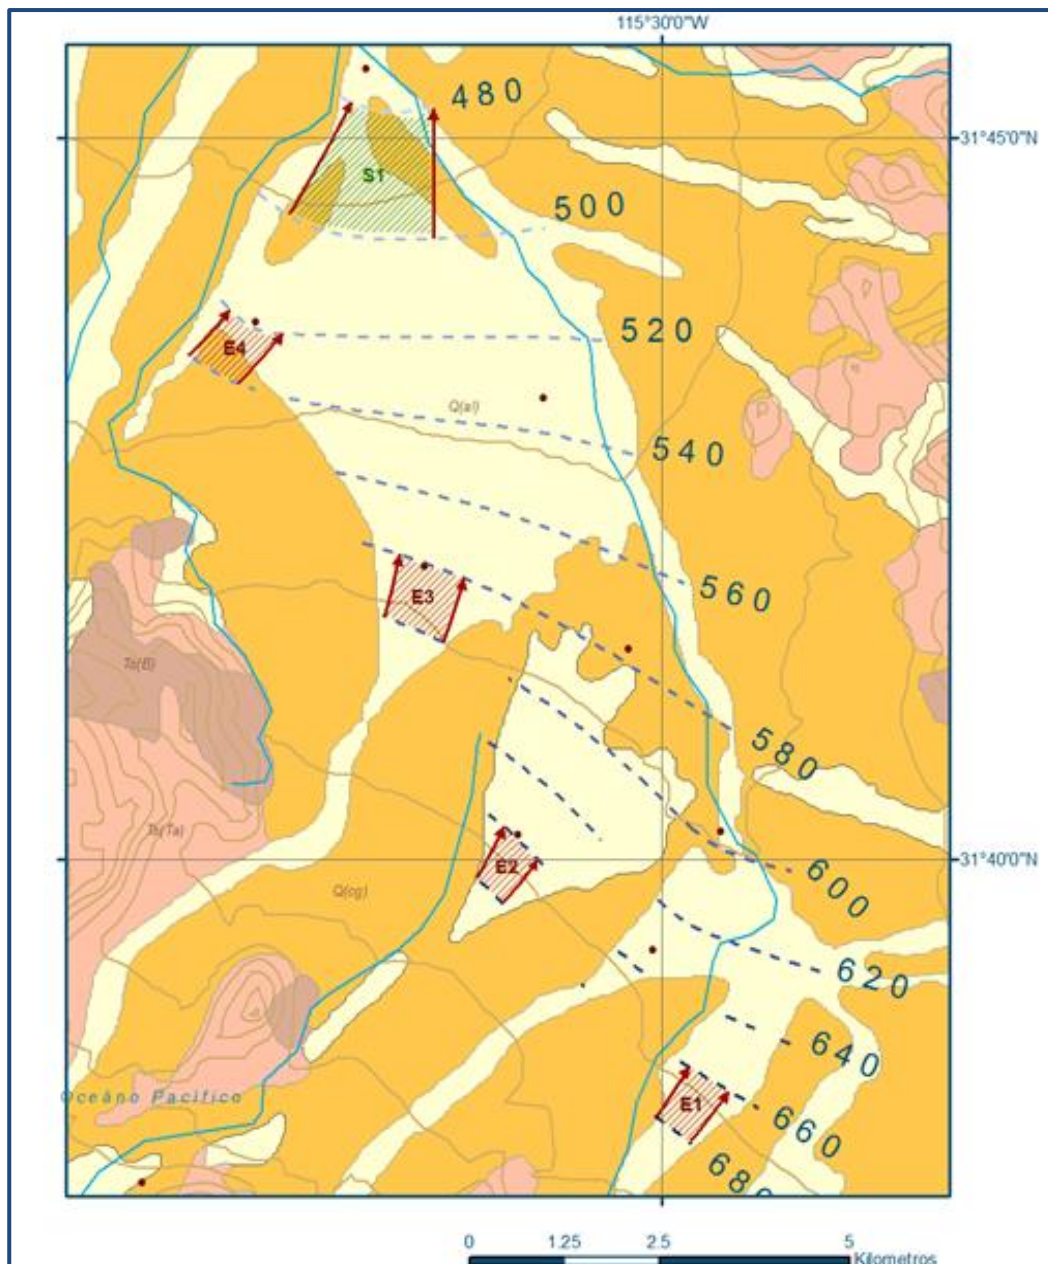 115°30'0"W
480
31°45'0"N
S1
500
520
E4
Q(al)
540
560
E3
Ts(B)
580
Ts(Ta)
31°40'0"N
E2
600
Q(cg)
620
640
Oceáno Pacifico
E1
660
680
0 1.25 2.5 5
Kilometros